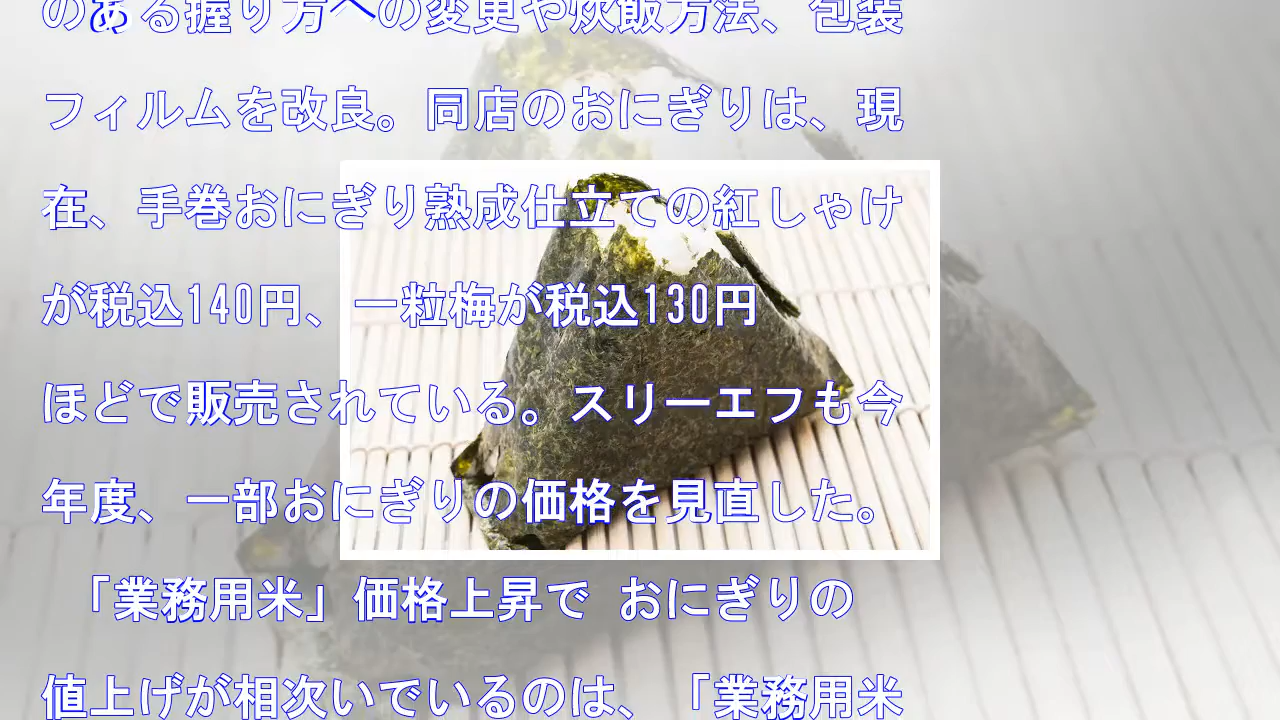 のある握り方への変更や炊飯方法、包装
フィルムを改良。同店のおにぎりは、現
在、手巻おにぎり熟成仕立ての紅しゃけ
が税込140円、一粒梅が税込130円
ほどで販売されている。スリーエフも今
年度、一部おにぎりの価格を見直した。
「業務用米」価格上昇で おにぎりの
値上げが相次いでいるのは、「業務用米